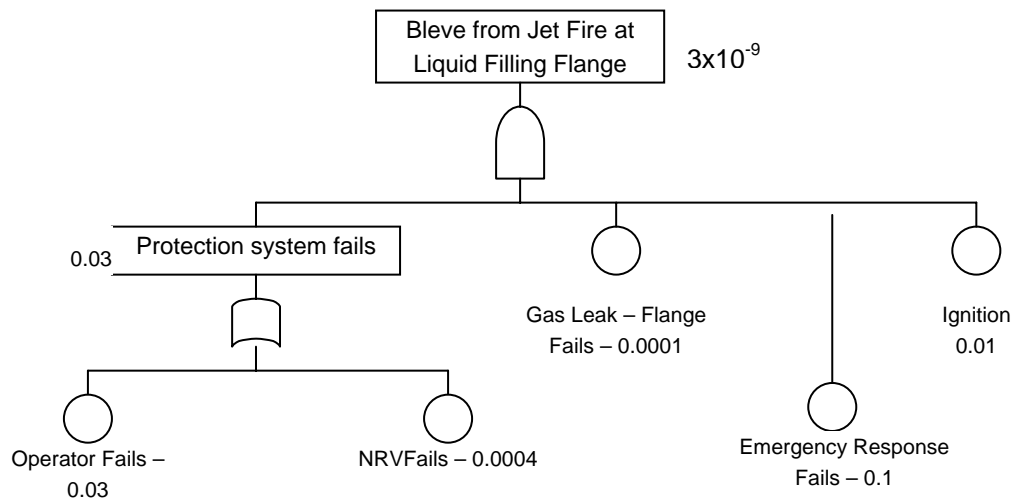 Bleve from Jet Fire at
Liquid Filling Flange
3x10⁻⁹
Protection system fails
0.03
Gas Leak – Flange
Fails – 0.0001
Ignition
0.01
Operator Fails –
0.03
NRVFails – 0.0004
Emergency Response
Fails – 0.1